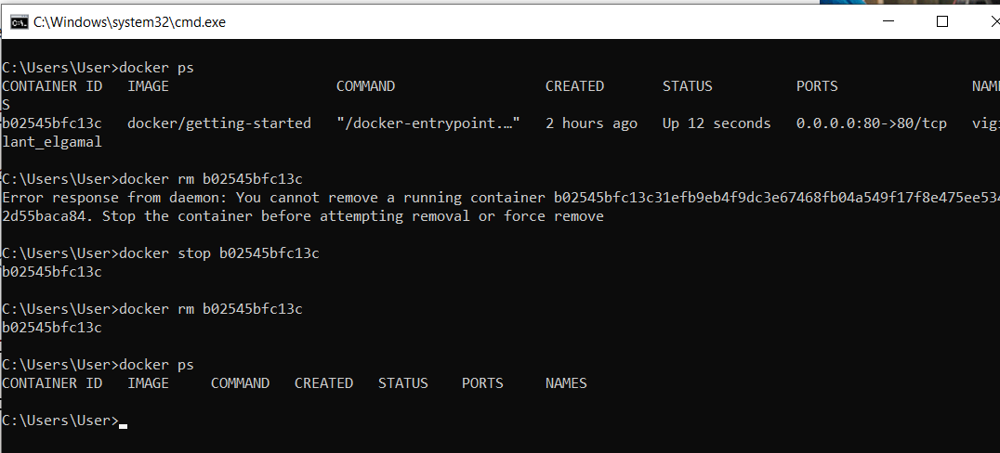 C:\Windows\system32\cmd.exe
C:\Users\User>docker ps
CONTAINER ID   IMAGE                    COMMAND                  CREATED       STATUS          PORTS                NAM
S
b02545bfc13c   docker/getting-started   "/docker-entrypoint.…"   2 hours ago   Up 12 seconds   0.0.0.0:80->80/tcp   vig
lant_elgamal
C:\Users\User>docker rm b02545bfc13c
Error response from daemon: You cannot remove a running container b02545bfc13c31efb9eb4f9dc3e67468fb04a549f17f8e475ee534
2d55baca84. Stop the container before attempting removal or force remove
C:\Users\User>docker stop b02545bfc13c
b02545bfc13c
C:\Users\User>docker rm b02545bfc13c
b02545bfc13c
C:\Users\User>docker ps
CONTAINER ID   IMAGE     COMMAND   CREATED   STATUS    PORTS     NAMES
C:\Users\User>